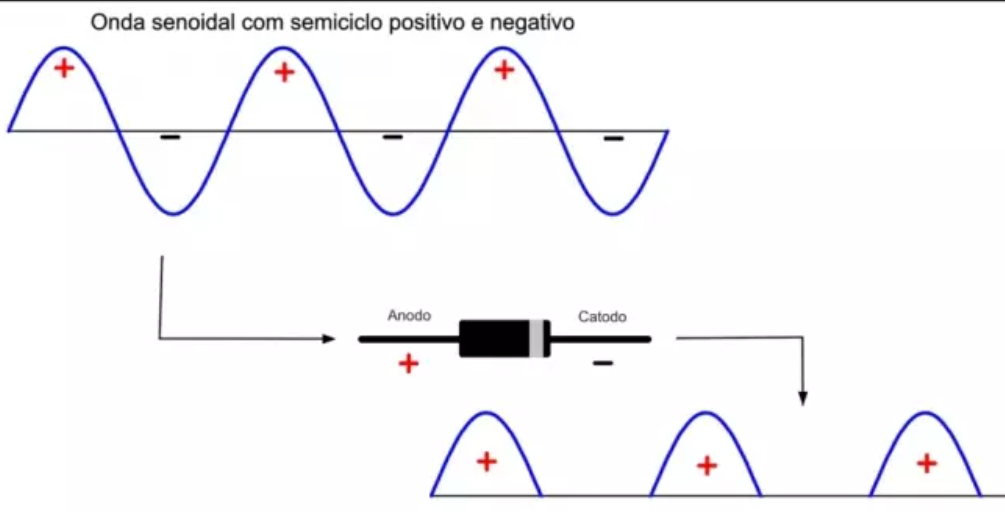 Onda senoidal com semiciclo positivo e negativo
+ + +
− − −
Anodo Catodo
+ −
+ + +